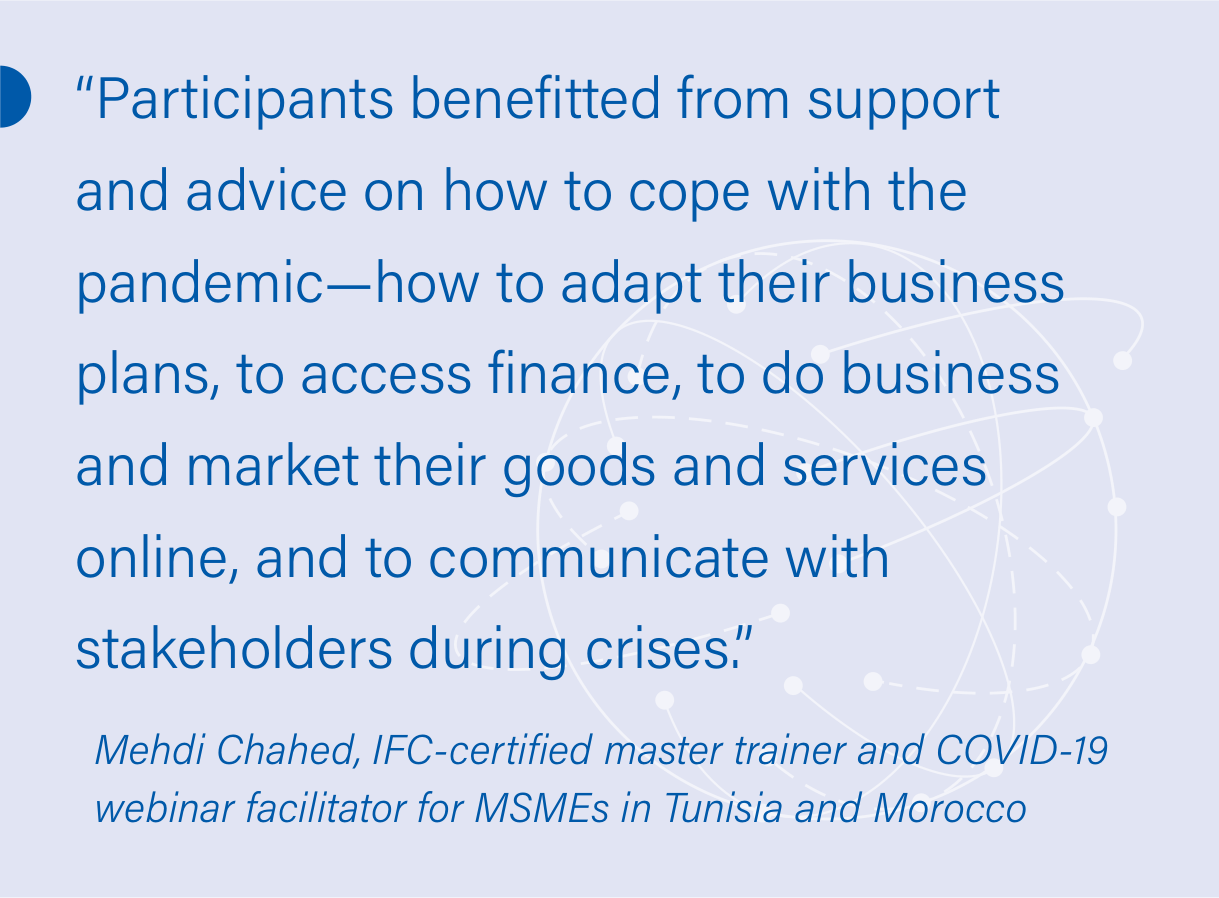 “Participants benefitted from support
and advice on how to cope with the
pandemic—how to adapt their business
plans, to access finance, to do business
and market their goods and services
online, and to communicate with
stakeholders during crises.”
Mehdi Chahed, IFC-certified master trainer and COVID-19
webinar facilitator for MSMEs in Tunisia and Morocco